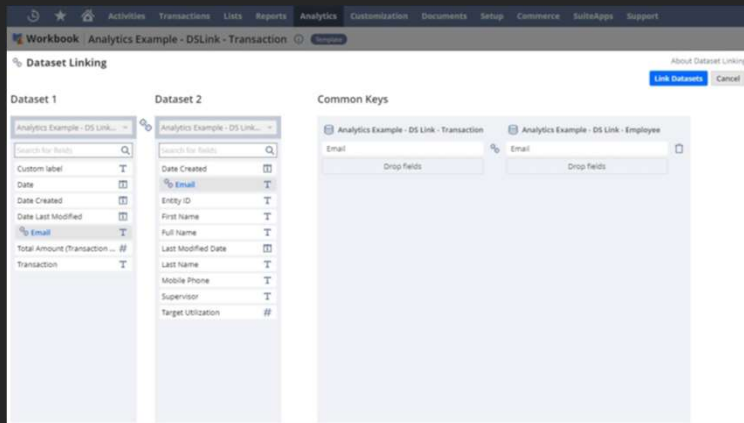 Activities Transactions Lists Reports Analytics Customization Documents Setup Commerce SuiteApps Support
Workbook Analytics Example - DSLink - Transaction Template
Dataset Linking
About Dataset Linking
Link Datasets Cancel
Dataset 1 Dataset 2 Common Keys
Analytics Example - DS Link... Analytics Example - DS Link... Analytics Example - DS Link - Transaction Analytics Example - DS Link - Employee
Search for fields Search for fields Email Email
Custom label T Date Created Drop fields Drop fields
Date Email T
Date Created Entity ID T
Date Last Modified First Name T
Email T Full Name T
Total Amount (Transaction ... # Last Modified Date
Transaction T Last Name T
Mobile Phone T
Supervisor T
Target Utilization #